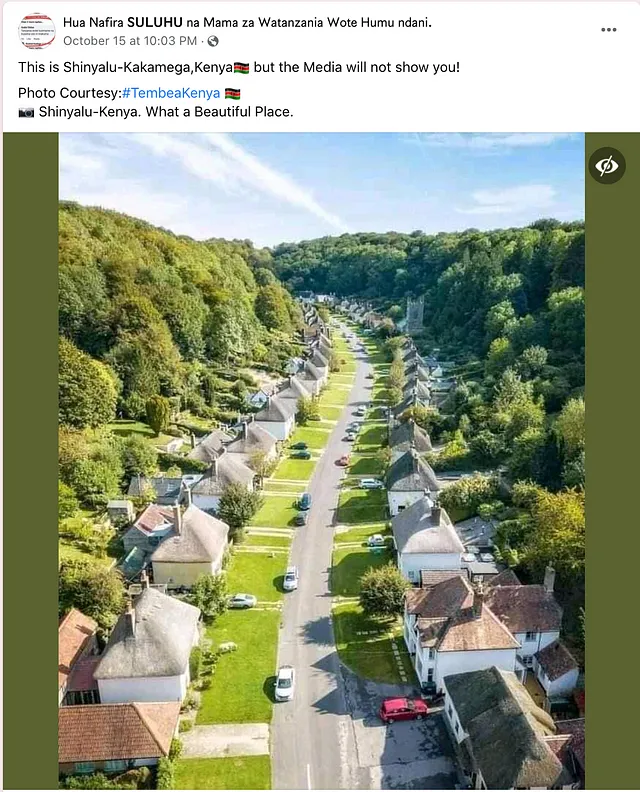 Hua Nafira SULUHU na Mama za Watanzania Wote Humu ndani.
October 15 at 10:03 PM ·
This is Shinyalu-Kakamega,Kenya🇰🇪 but the Media will not show you!
Photo Courtesy:#TembeaKenya 🇰🇪
📷 Shinyalu-Kenya. What a Beautiful Place.